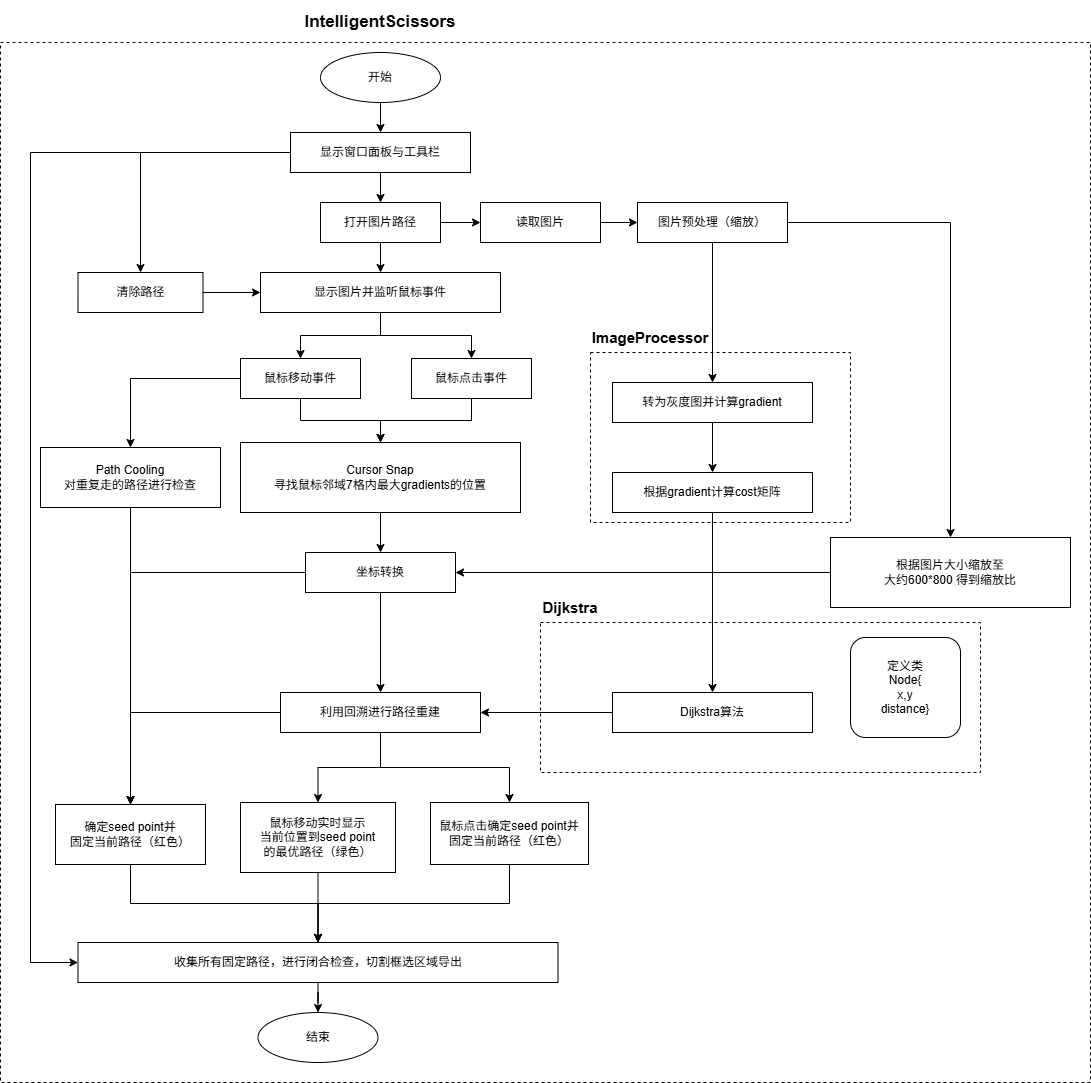 IntelligentScissors
开始
显示窗口面板与工具栏
打开图片路径
读取图片
图片预处理（缩放）
清除路径
显示图片并监听鼠标事件
ImageProcessor
鼠标移动事件
鼠标点击事件
转为灰度图并计算gradient
Path Cooling
对重复走的路径进行检查
Cursor Snap
寻找鼠标邻域7格内最大gradients的位置
根据gradient计算cost矩阵
坐标转换
根据图片大小缩放至
大约600*800 得到缩放比
Dijkstra
定义类
Node{
x,y
distance}
利用回溯进行路径重建
Dijkstra算法
确定seed point并
固定当前路径（红色）
鼠标移动实时显示
当前位置到seed point
的最优路径（绿色）
鼠标点击确定seed point并
固定当前路径（红色）
收集所有固定路径，进行闭合检查，切割框选区域导出
结束